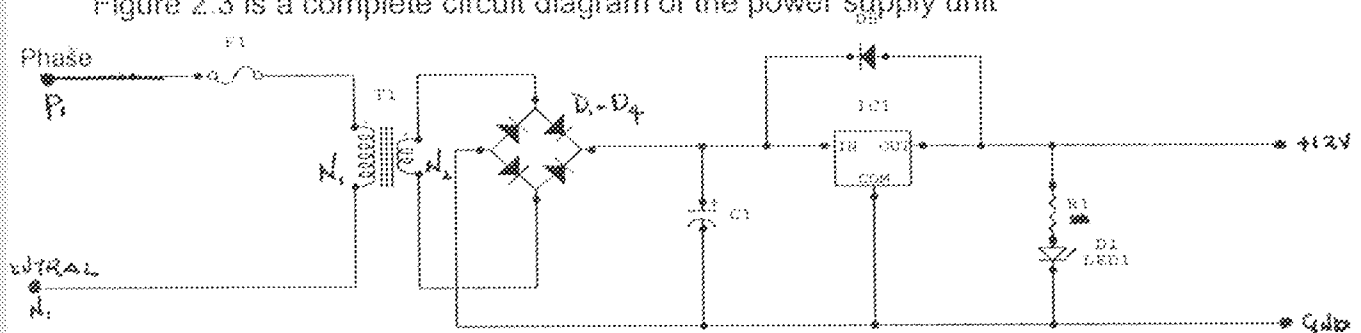 Figure 2.3 is a complete circuit diagram of the power supply unit
F1
Phase
P1
T1
N1
N2
D1-D4
D5
IC1
IN OUT
COM
C1
+12V
R1
D1
LED1
N1
Gnd